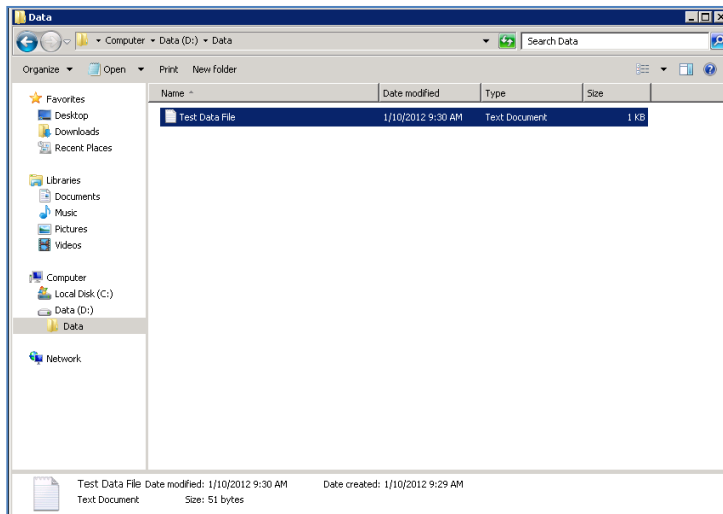 Data
Computer Data (D:) Data Search Data
Organize Open Print New folder
Name Date modified Type Size
Test Data File 1/10/2012 9:30 AM Text Document 1 KB
Favorites
Desktop
Downloads
Recent Places
Libraries
Documents
Music
Pictures
Videos
Computer
Local Disk (C:)
Data (D:)
Data
Network
Test Data File Date modified: 1/10/2012 9:30 AM Date created: 1/10/2012 9:29 AM
Text Document Size: 51 bytes